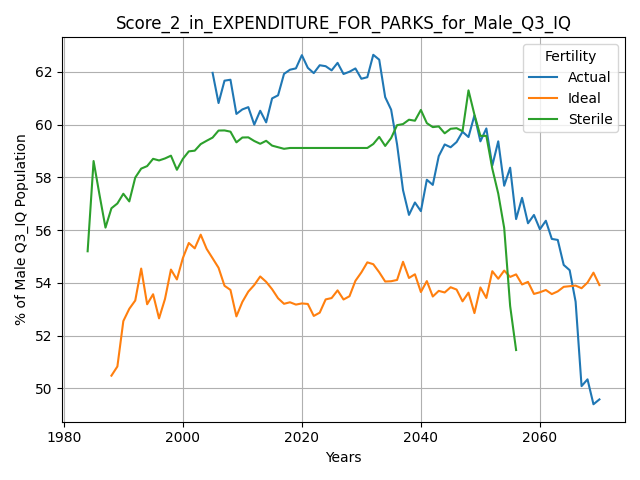 Score_2_in_EXPENDITURE_FOR_PARKS_for_Male_Q3_IQ
Fertility
Actual
Ideal
Sterile
% of Male Q3_IQ Population
62
60
58
56
54
52
50
1980
2000
2020
2040
2060
Years